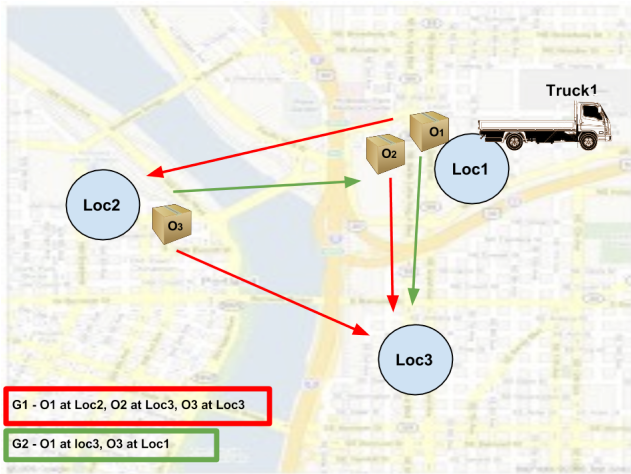 Truck1
O1
O2
Loc1
Loc2
O3
Loc3
G1 - O1 at Loc2, O2 at Loc3, O3 at Loc3
G2 - O1 at loc3, O3 at Loc1